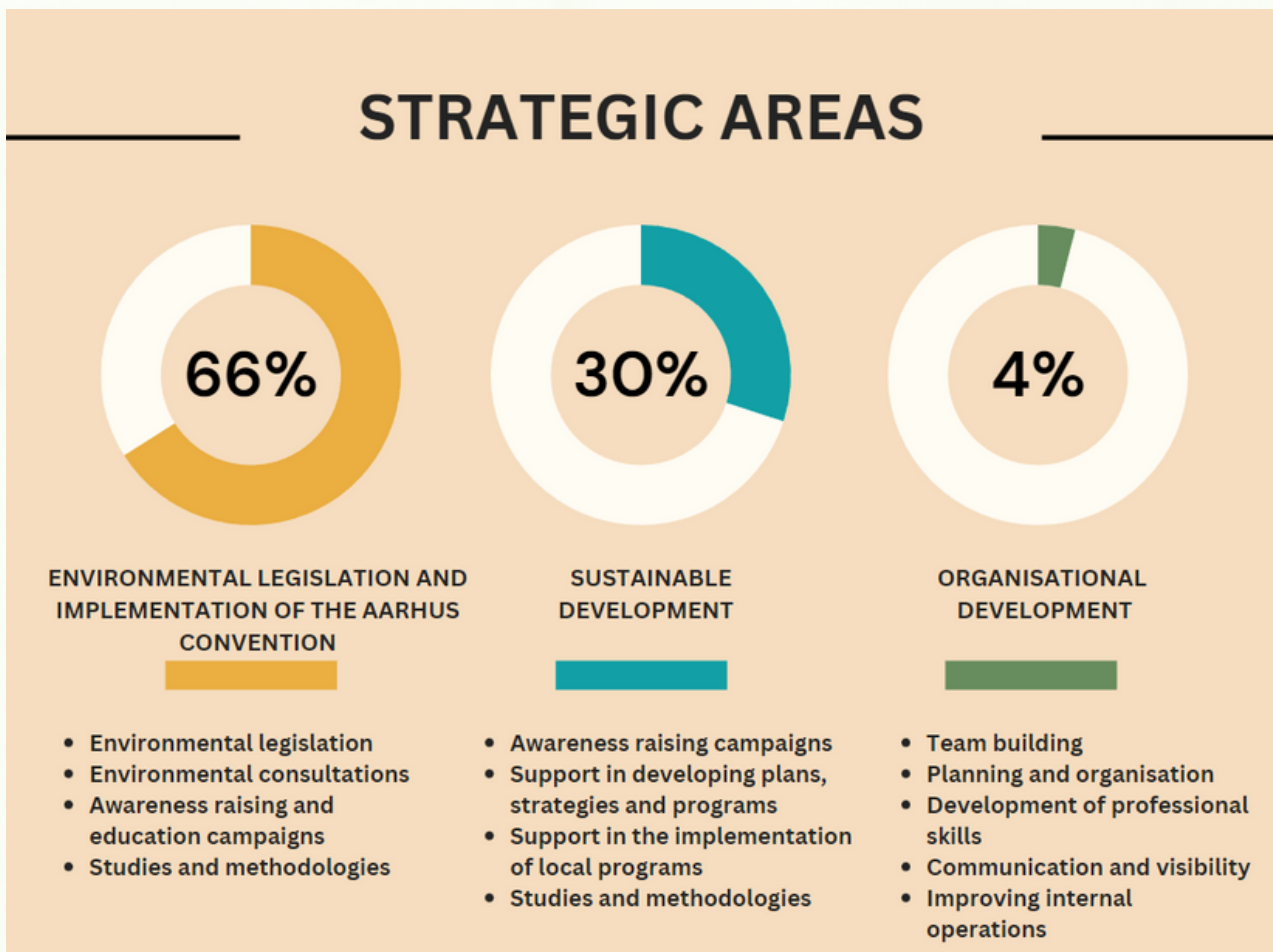 STRATEGIC AREAS
66%
30%
4%
ENVIRONMENTAL LEGISLATION AND
IMPLEMENTATION OF THE AARHUS
CONVENTION
SUSTAINABLE
DEVELOPMENT
ORGANISATIONAL
DEVELOPMENT
• Environmental legislation
• Environmental consultations
• Awareness raising and
education campaigns
• Studies and methodologies
• Awareness raising campaigns
• Support in developing plans,
strategies and programs
• Support in the implementation
of local programs
• Studies and methodologies
• Team building
• Planning and organisation
• Development of professional
skills
• Communication and visibility
• Improving internal
operations